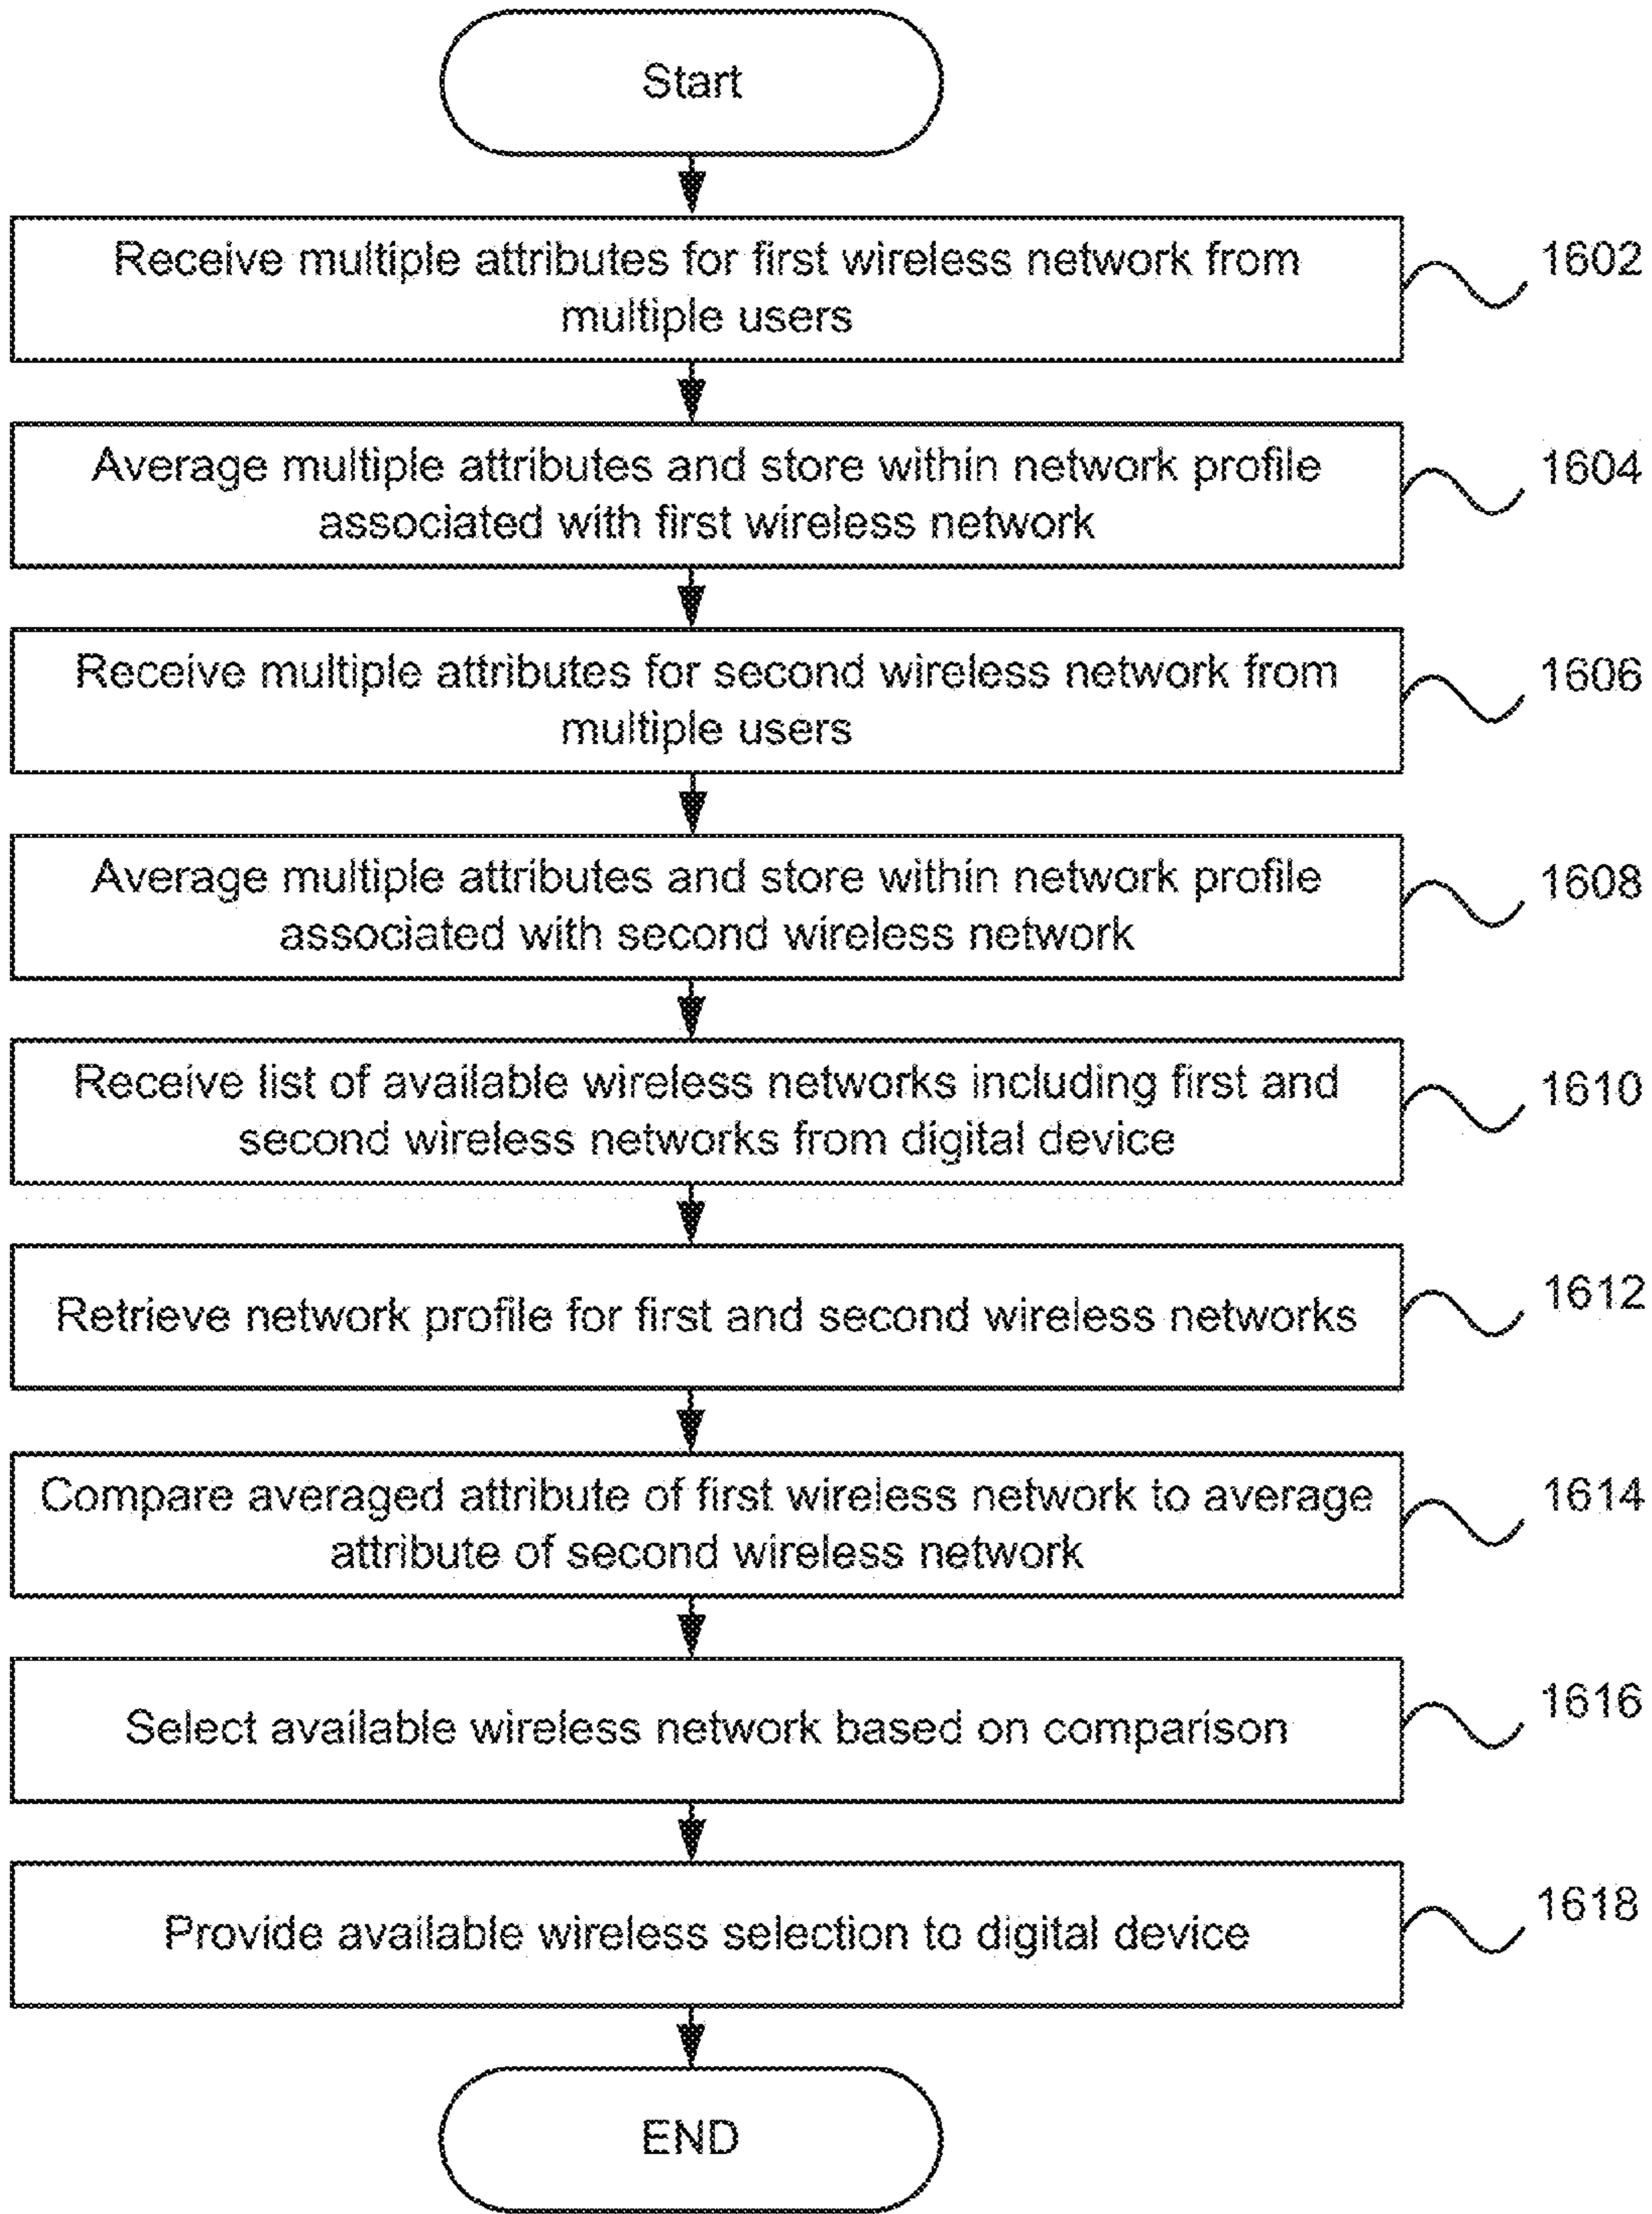 Start
Receive multiple attributes for first wireless network from
multiple users
1602
Average multiple attributes and store within network profile
associated with first wireless network
1604
Receive multiple attributes for second wireless network from
multiple users
1606
Average multiple attributes and store within network profile
associated with second wireless network
1608
Receive list of available wireless networks including first and
second wireless networks from digital device
1610
Retrieve network profile for first and second wireless networks
1612
Compare averaged attribute of first wireless network to average
attribute of second wireless network
1614
Select available wireless network based on comparison
1616
Provide available wireless selection to digital device
1618
END